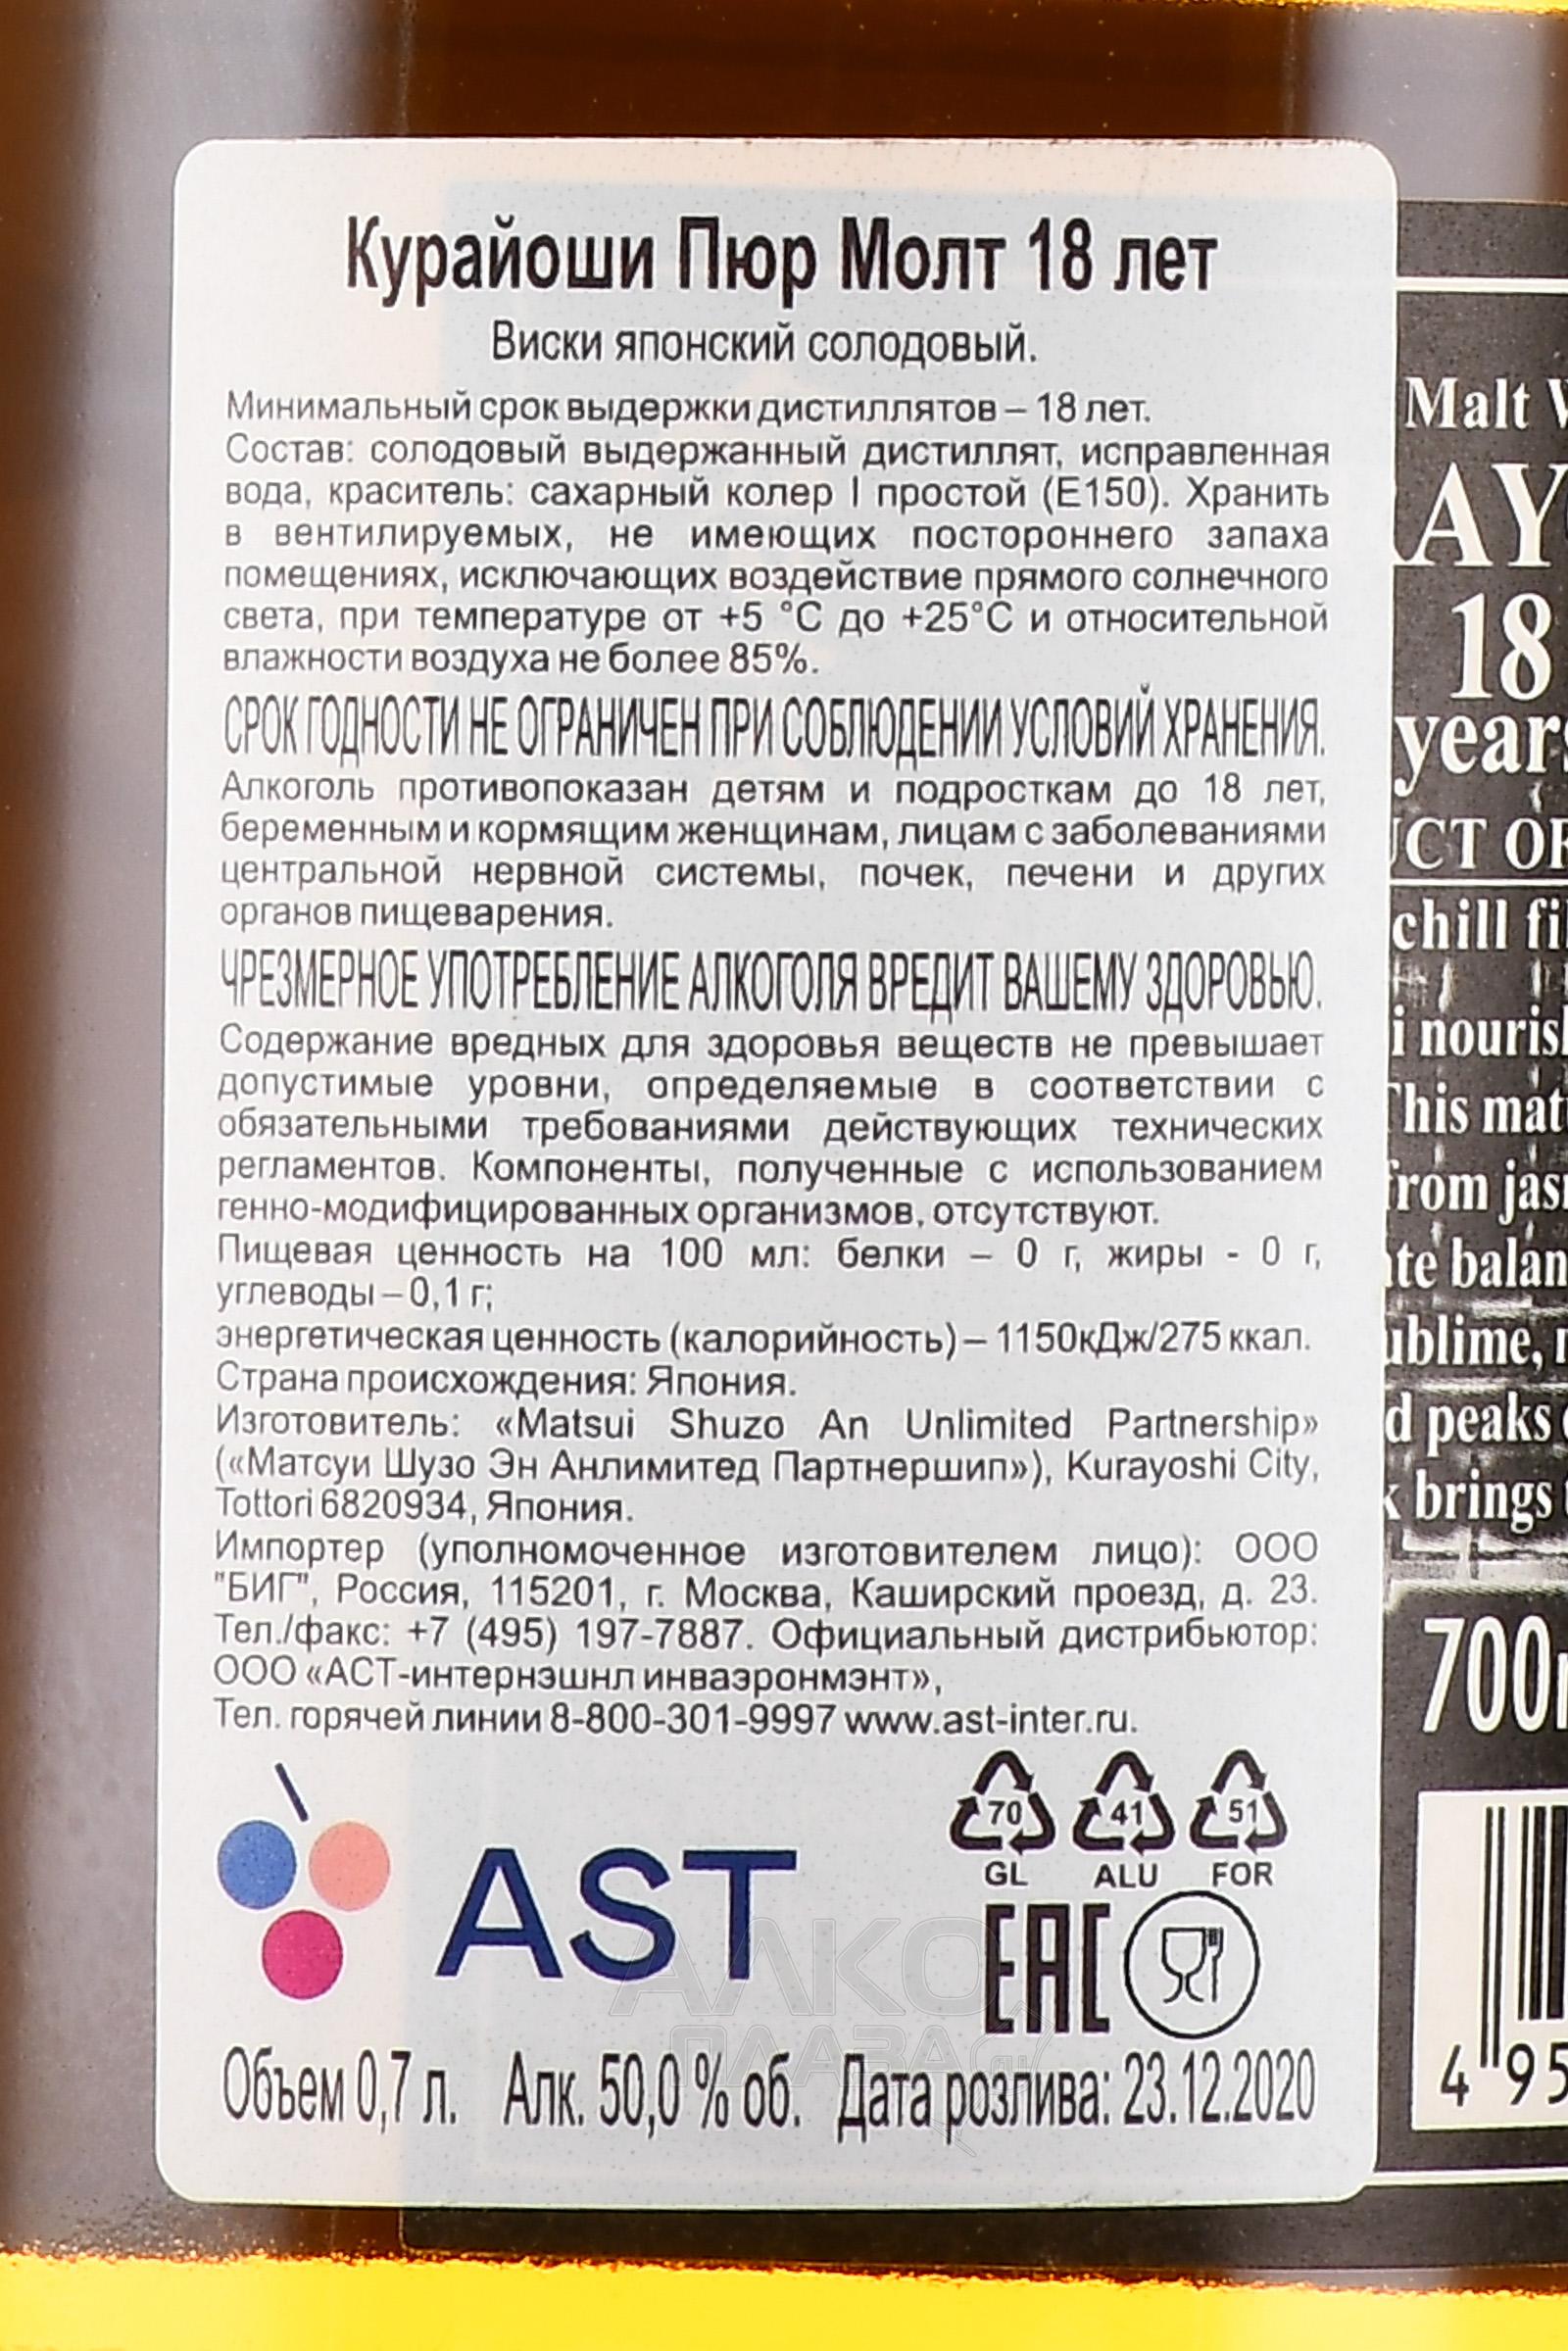 Курайоши Пюр Молт 18 лет
Виски японский солодовый.
Минимальный срок выдержки дистиллятов – 18 лет.
Состав: солодовый выдержанный дистиллят, исправленная
вода, краситель: сахарный колер I простой (Е150). Хранить
в вентилируемых, не имеющих постороннего запаха
помещениях, исключающих воздействие прямого солнечного
света, при температуре от +5 °С до +25°С и относительной
влажности воздуха не более 85%.
СРОК ГОДНОСТИ НЕ ОГРАНИЧЕН ПРИ СОБЛЮДЕНИИ УСЛОВИЙ ХРАНЕНИЯ.
Алкоголь противопоказан детям и подросткам до 18 лет,
беременным и кормящим женщинам, лицам с заболеваниями
центральной нервной системы, почек, печени и других
органов пищеварения.
ЧРЕЗМЕРНОЕ УПОТРЕБЛЕНИЕ АЛКОГОЛЯ ВРЕДИТ ВАШЕМУ ЗДОРОВЬЮ.
Содержание вредных для здоровья веществ не превышает
допустимые уровни, определяемые в соответствии с
обязательными требованиями действующих технических
регламентов. Компоненты, полученные с использованием
генно-модифицированных организмов, отсутствуют.
Пищевая ценность на 100 мл: белки – 0 г, жиры - 0 г,
углеводы – 0,1 г;
энергетическая ценность (калорийность) – 1150кДж/275 ккал.
Страна происхождения: Япония.
Изготовитель: «Matsui Shuzo An Unlimited Partnership»
(«Матсуи Шузо Эн Анлимитед Партнершип»), Kurayoshi City,
Tottori 6820934, Япония.
Импортер (уполномоченное изготовителем лицо): ООО
"БИГ", Россия, 115201, г. Москва, Каширский проезд, д. 23.
Тел./факс: +7 (495) 197-7887. Официальный дистрибьютор:
ООО «АСТ-интернэшнл инваэронмэнт»,
Тел. горячей линии 8-800-301-9997 www.ast-inter.ru.
70 41 51
GL ALU FOR
AST
EAC
АЛКО
ПЛАЗА
Объем 0,7 л. Алк. 50,0 % об. Дата розлива: 23.12.2020
Malt
AY
18
years
CT
chill
i nouris
This mat
from jas
te balan
ublime,
d peaks
k brings
700
4 95